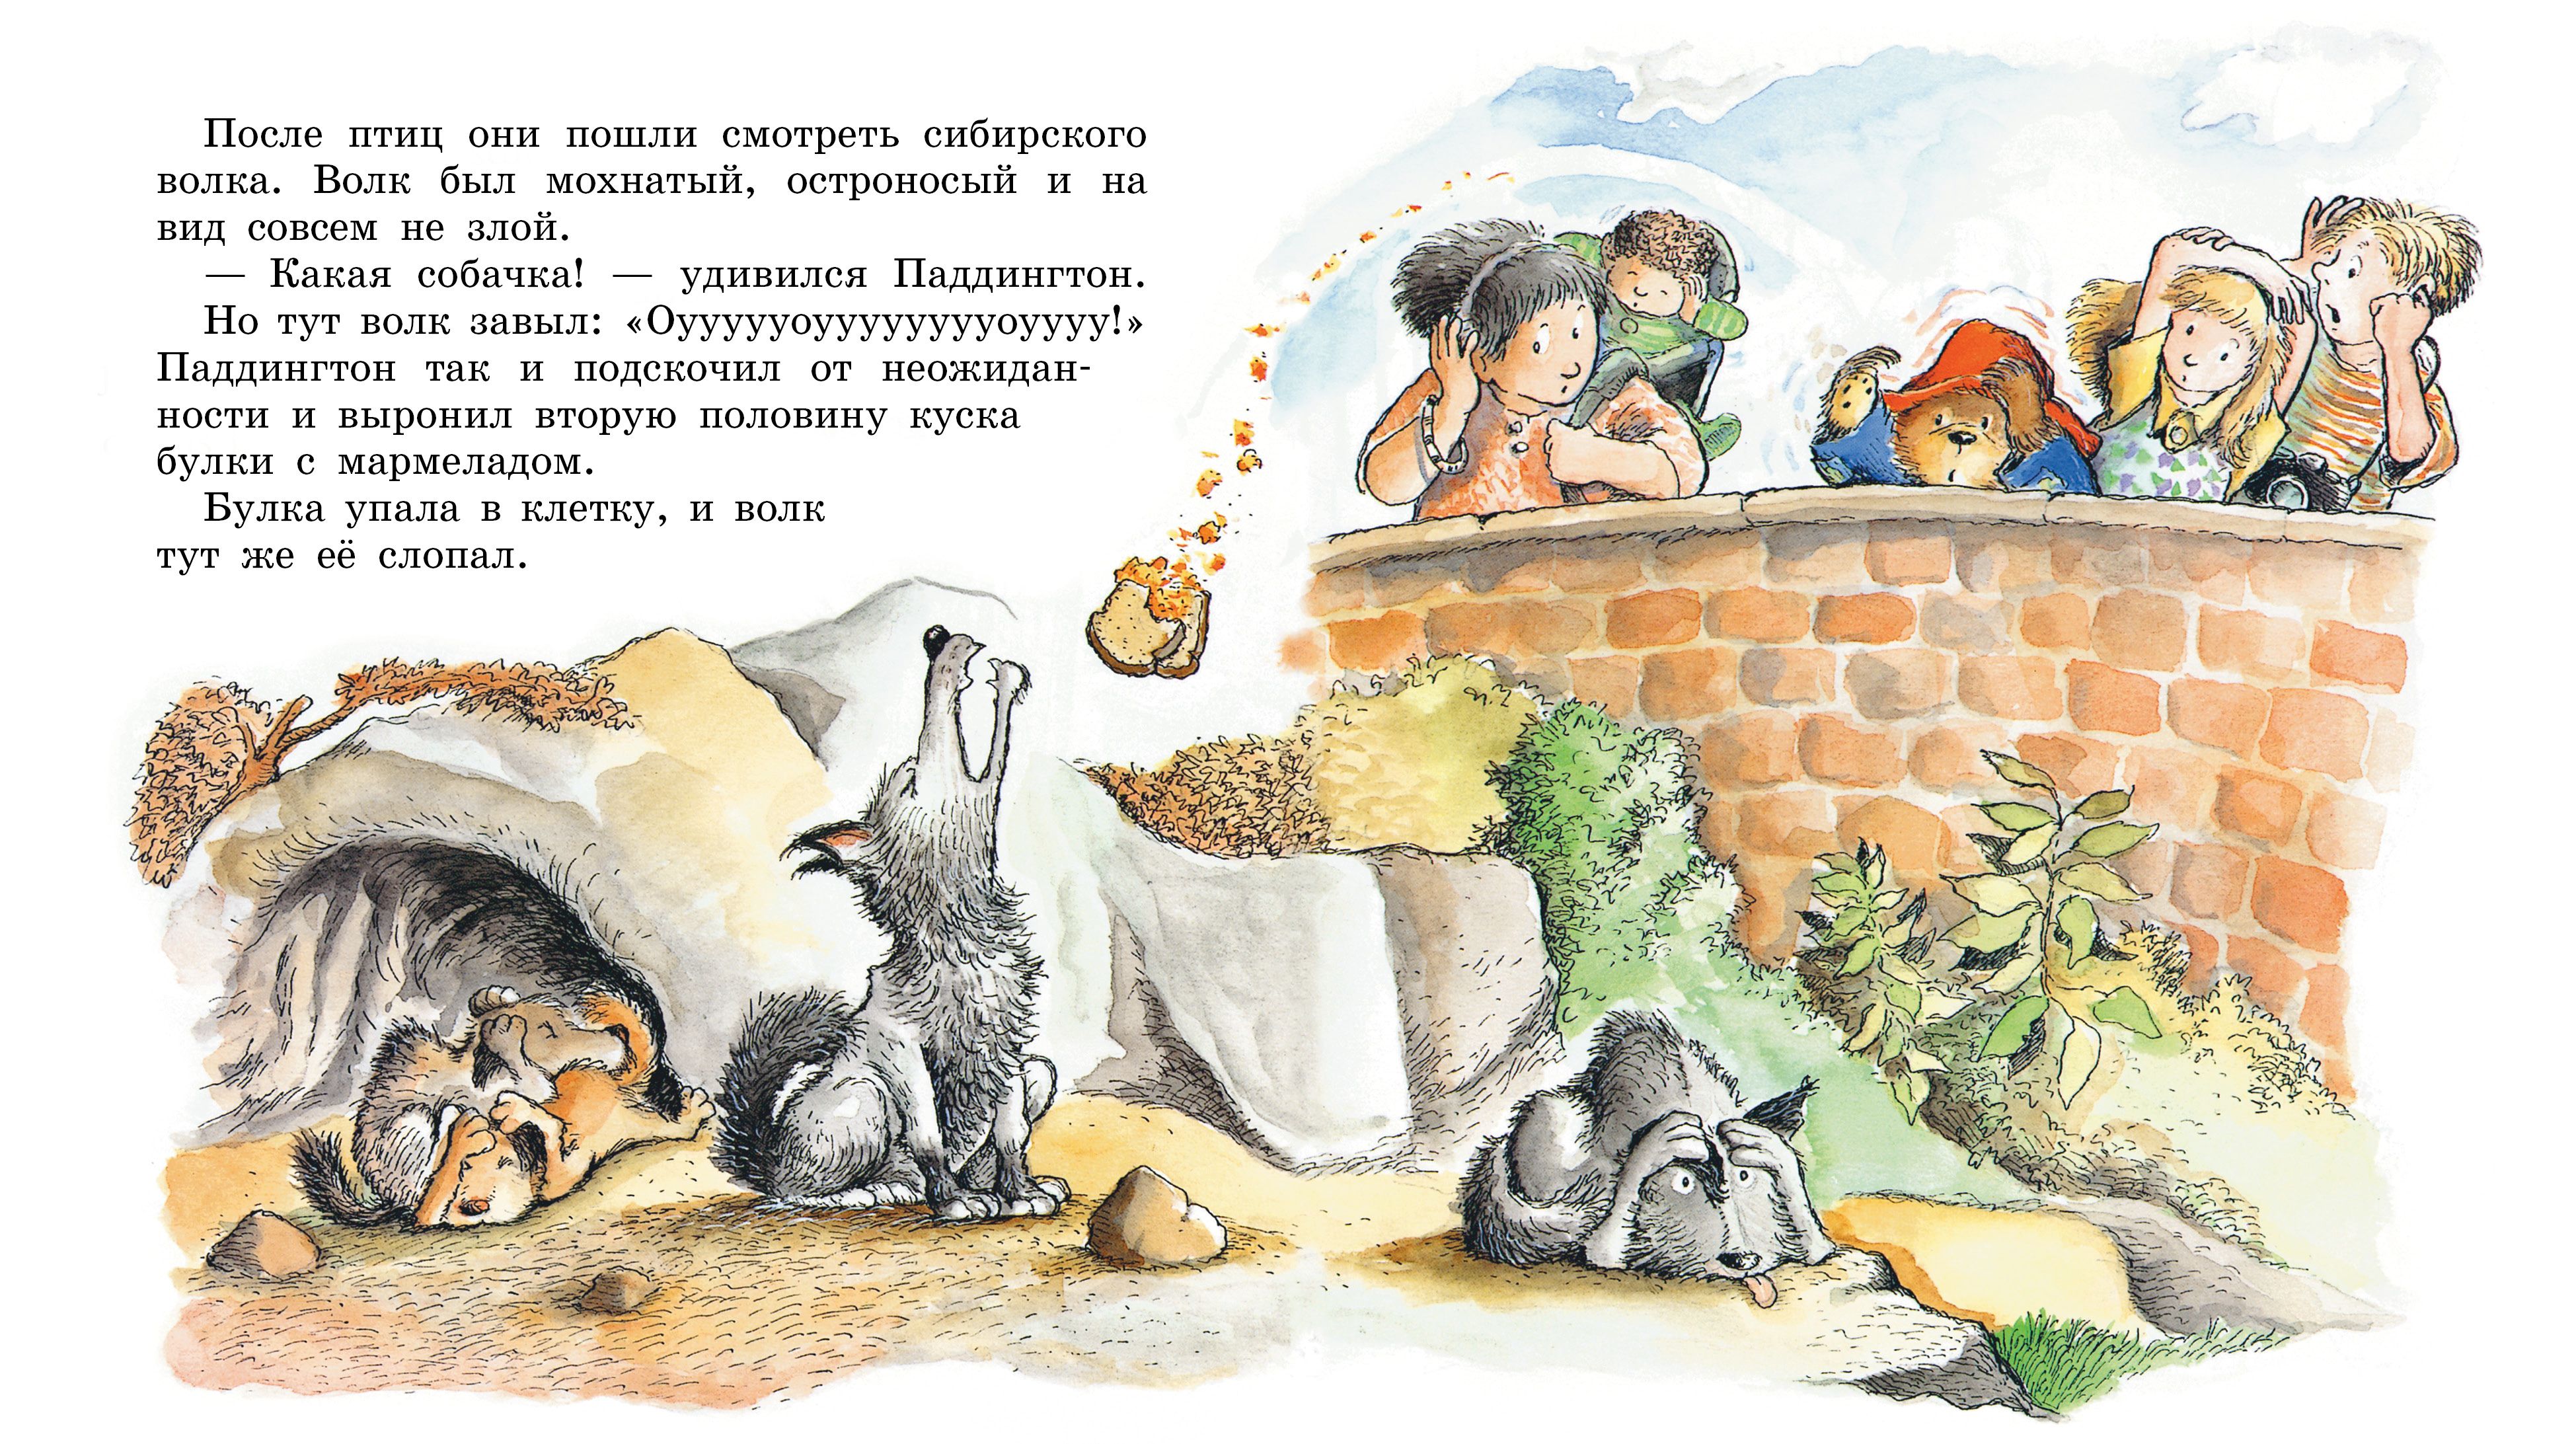 После птиц они пошли смотреть сибирского
волка. Волк был мохнатый, остроносый и на
вид совсем не злой.
— Какая собачка! — удивился Паддингтон.
Но тут волк завыл: «Оууууууоуууууууууоуууу!»
Паддингтон так и подскочил от неожидан-
ности и выронил вторую половину куска
булки с мармеладом.
Булка упала в клетку, и волк
тут же её слопал.